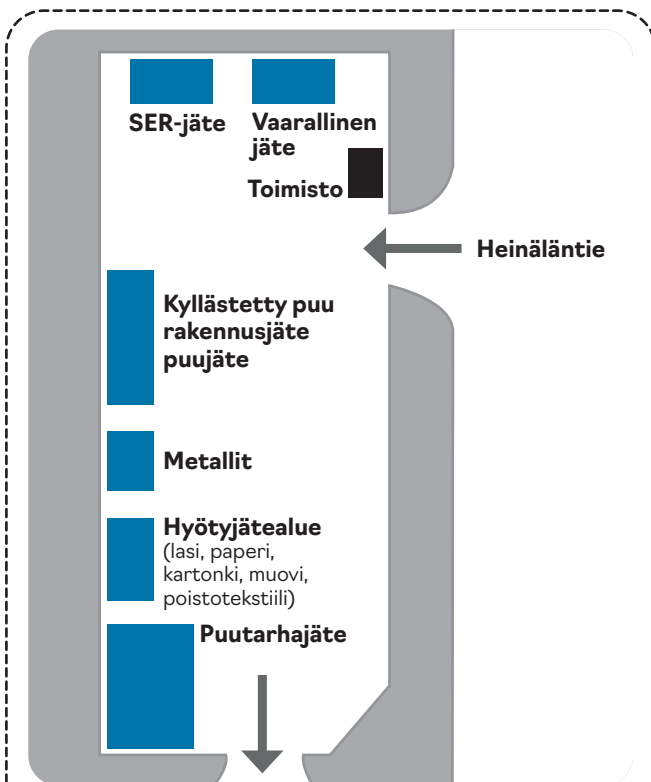 SER-jäte
Vaarallinen
jäte
Toimisto
Heinäläntie
Kyllästetty puu
rakennusjäte
puujäte
Metallit
Hyötyjätealue
(lasi, paperi,
kartonki, muovi,
poistotekstiili)
Puutarhajäte